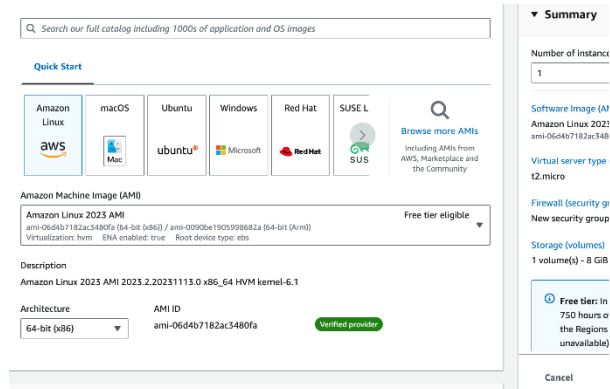 Search our full catalog including 1000s of application and OS images
Quick Start
Amazon Linux
aws
macOS
Mac
Ubuntu
ubuntu
Windows
Microsoft
Red Hat
Red Hat
SUSE L
SUS
Browse more AMIs
Including AMIs from
AWS, Marketplace and
the Community
Amazon Machine Image (AMI)
Amazon Linux 2023 AMI
Free tier eligible
ami-06d4b7182ac3480fa (64-bit (x86)) / ami-0090be1905998682a (64-bit (Arm))
Virtualization: hvm ENA enabled: true Root device type: ebs
Description
Amazon Linux 2023 AMI 2023.2.20231113.0 x86_64 HVM kernel-6.1
Architecture
AMI ID
64-bit (x86)
ami-06d4b7182ac3480fa
Verified provider
Summary
Number of instance
1
Software Image (AM
Amazon Linux 2023
ami-06d4b7182ac348
Virtual server type
t2.micro
Firewall (security gr
New security group
Storage (volumes)
1 volume(s) - 8 GiB
Free tier: In
750 hours of
the Regions
unavailable)
Cancel